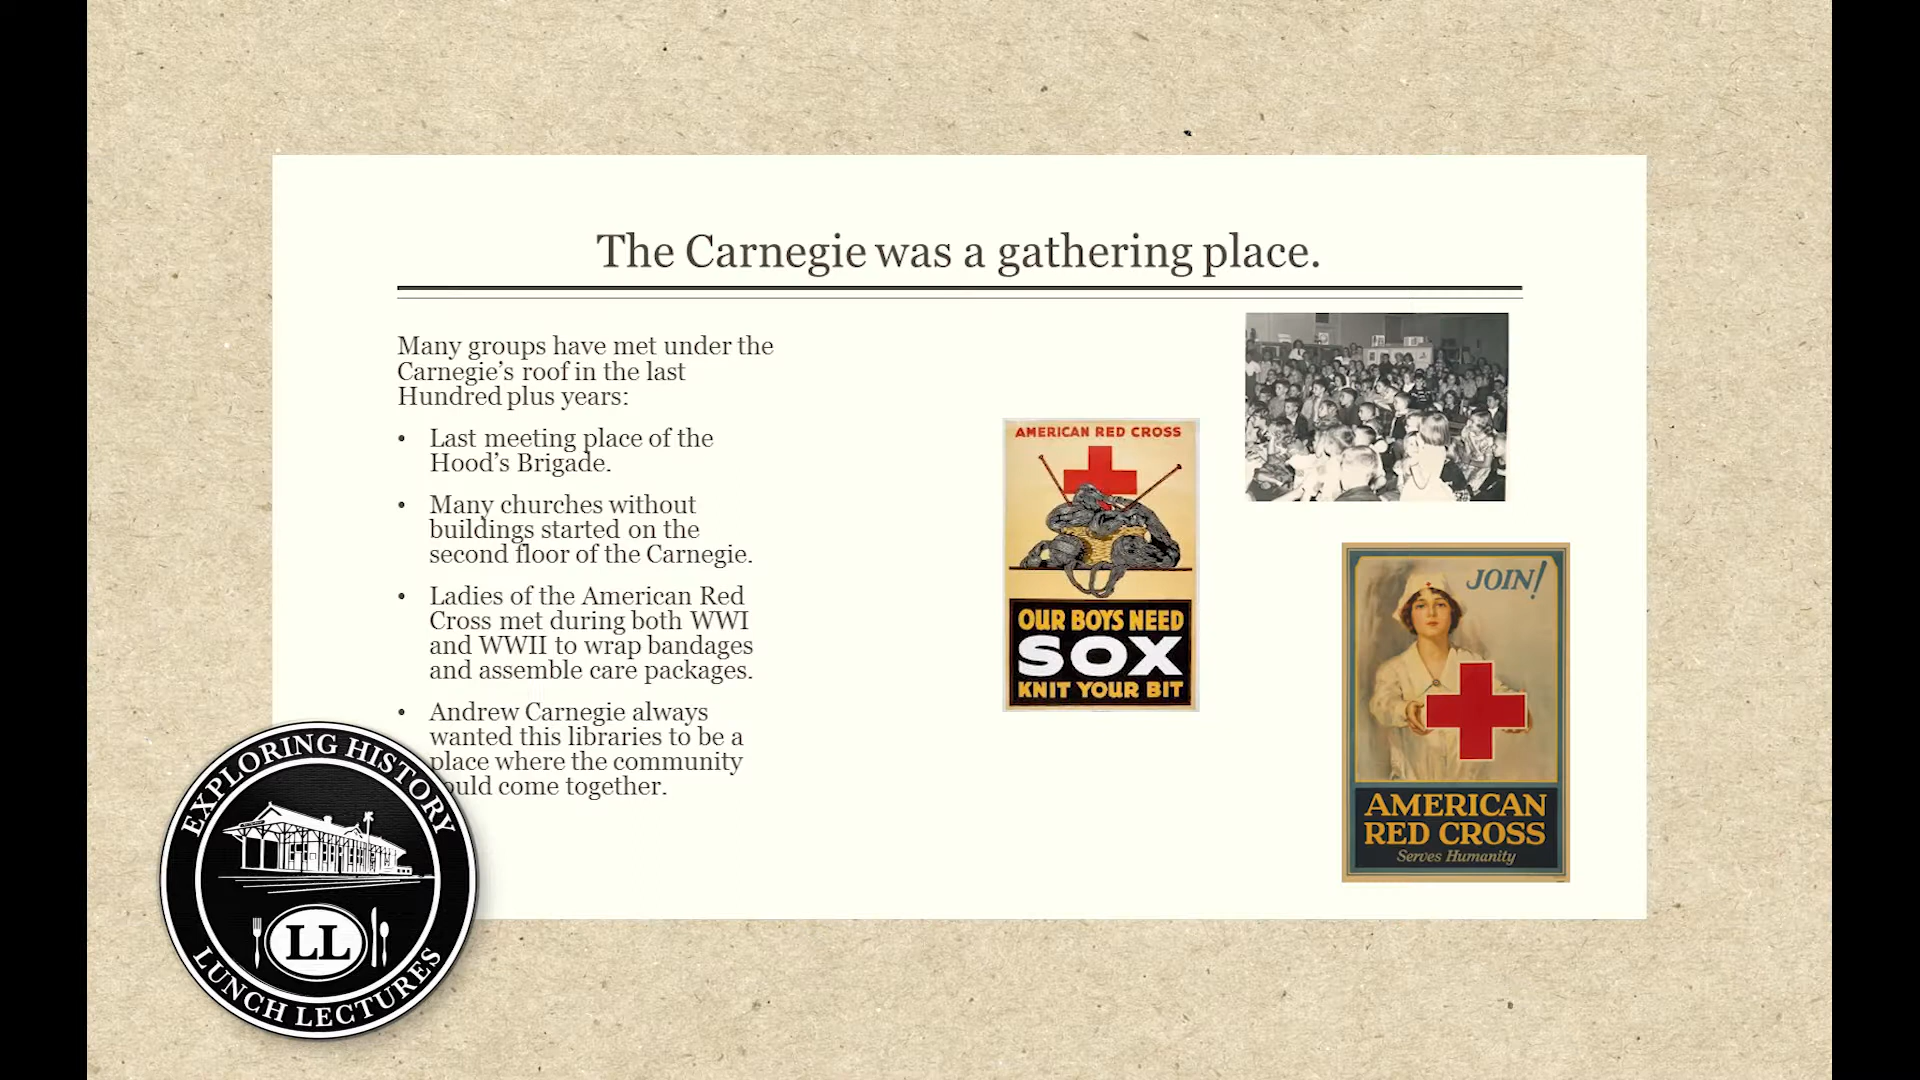 The Carnegie was a gathering place.
Many groups have met under the
Carnegie's roof in the last
Hundred plus years:
• Last meeting place of the
Hood's Brigade.
• Many churches without
buildings started on the
second floor of the Carnegie.
• Ladies of the American Red
Cross met during both WWI
and WWII to wrap bandages
and assemble care packages.
• Andrew Carnegie always
wanted this libraries to be a
place where the community
ould come together.
AMERICAN RED CROSS
OUR BOYS NEED
SOX
KNIT YOUR BIT
JOIN!
AMERICAN
RED CROSS
Serves Humanity
EXPLORING HISTORY
LL
LUNCH LECTURES